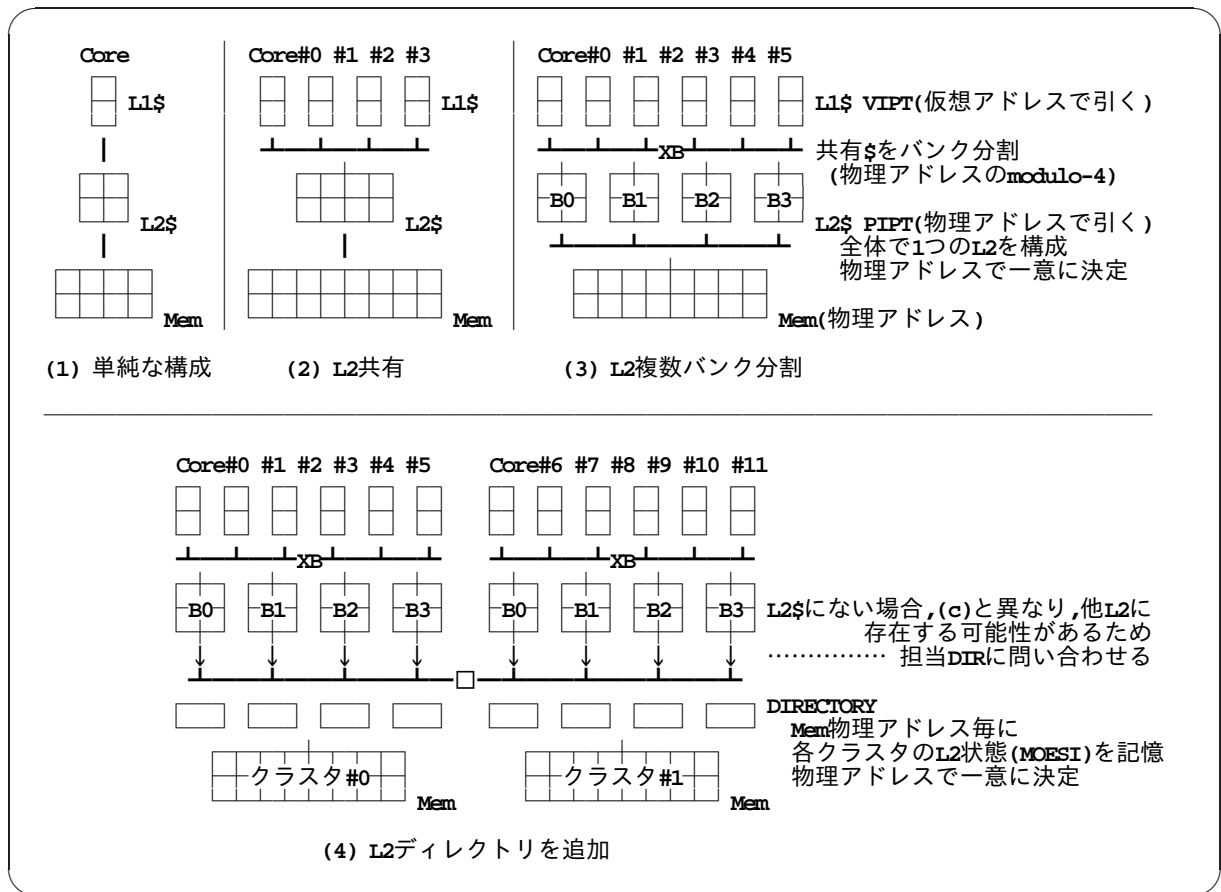 Core
L1$
L2$
Mem
(1) 単純な構成
Core#0 #1 #2 #3
L1$
L2$
Mem
(2) L2共有
Core#0 #1 #2 #3 #4 #5
L1$ VIPT(仮想アドレスで引く)
XB
共有$をバンク分割
(物理アドレスのmodulo-4)
B0 B1 B2 B3
L2$ PIPT(物理アドレスで引く)
全体で1つのL2を構成
物理アドレスで一意に決定
Mem(物理アドレス)
(3) L2複数バンク分割
Core#0 #1 #2 #3 #4 #5
Core#6 #7 #8 #9 #10 #11
XB
XB
B0 B1 B2 B3
B0 B1 B2 B3
L2$にない場合,(c)と異なり,他L2に
存在する可能性があるため
…………… 担当DIRに問い合わせる
DIRECTORY
Mem物理アドレス毎に
各クラスタのL2状態(MOESI)を記憶
物理アドレスで一意に決定
クラスタ#0
Mem
クラスタ#1
Mem
(4) L2ディレクトリを追加